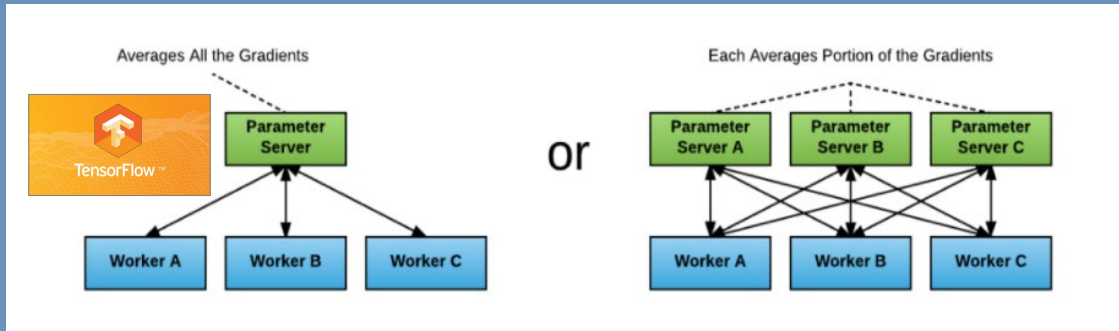 Averages All the Gradients
Each Averages Portion of the Gradients
TensorFlow ™
Parameter
Server
or
Parameter
Server A
Parameter
Server B
Parameter
Server C
Worker A
Worker B
Worker C
Worker A
Worker B
Worker C